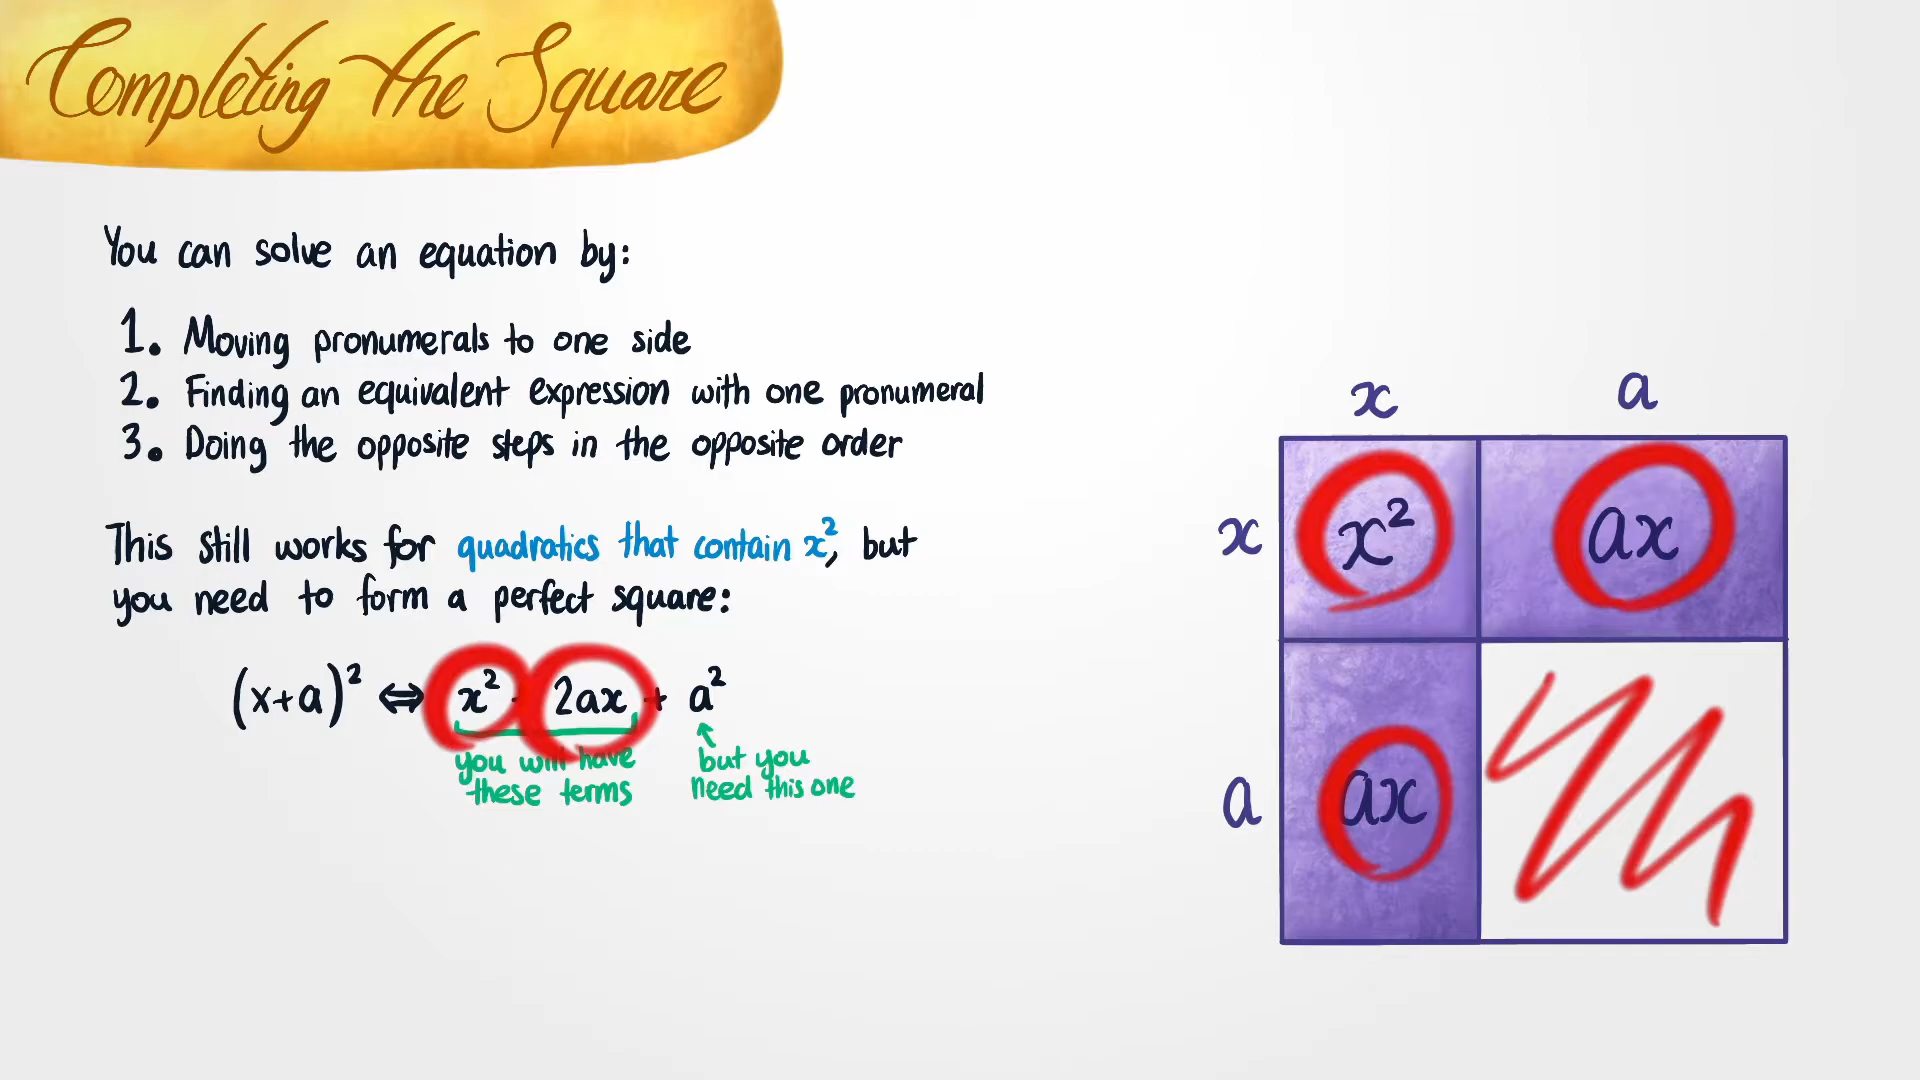 Completing the Square
You can solve an equation by:
1. Moving pronumerals to one side
2. Finding an equivalent expression with one pronumeral
3. Doing the opposite steps in the opposite order
This still works for quadratics that contain x², but
you need to form a perfect square:
(x+a)² ⇔ x² + 2ax + a²
you will have
these terms
but you
need this one
x a
x x² ax
a ax